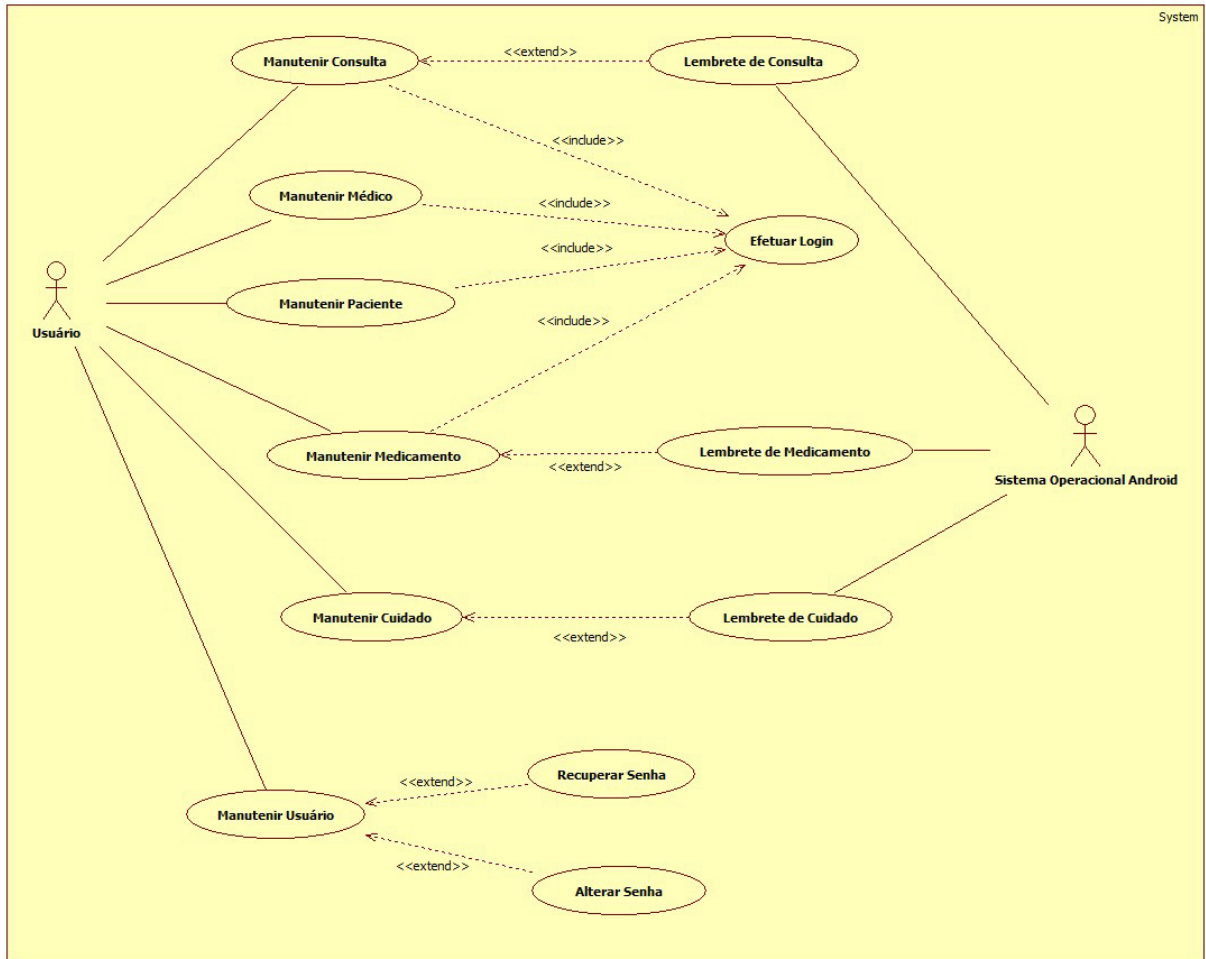 System
Manutenir Consulta
<<extend>>
Lembrete de Consulta
<<include>>
Manutenir Médico
<<include>>
Efetuar Login
<<include>>
Manutenir Paciente
<<include>>
Usuário
Manutenir Medicamento
<<extend>>
Lembrete de Medicamento
Sistema Operacional Android
Manutenir Cuidado
<<extend>>
Lembrete de Cuidado
Recuperar Senha
<<extend>>
Manutenir Usuário
<<extend>>
Alterar Senha